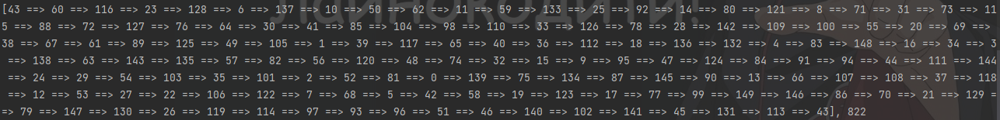 [43 ==> 60 ==> 116 ==> 23 ==> 128 ==> 6 ==> 137 ==> 10 ==> 50 ==> 62 ==> 11 ==> 59 ==> 133 ==> 25 ==> 92 ==> 14 ==> 80 ==> 121 ==> 8 ==> 71 ==> 31 ==> 73 ==> 11
5 ==> 88 ==> 72 ==> 127 ==> 76 ==> 64 ==> 30 ==> 41 ==> 85 ==> 104 ==> 98 ==> 110 ==> 33 ==> 126 ==> 78 ==> 28 ==> 142 ==> 109 ==> 100 ==> 55 ==> 20 ==> 69 ==>
38 ==> 67 ==> 61 ==> 89 ==> 125 ==> 49 ==> 105 ==> 1 ==> 39 ==> 117 ==> 65 ==> 40 ==> 36 ==> 112 ==> 18 ==> 136 ==> 132 ==> 4 ==> 83 ==> 148 ==> 16 ==> 34 ==> 3
==> 138 ==> 63 ==> 143 ==> 135 ==> 57 ==> 82 ==> 56 ==> 120 ==> 48 ==> 74 ==> 32 ==> 15 ==> 9 ==> 95 ==> 47 ==> 124 ==> 84 ==> 91 ==> 94 ==> 44 ==> 111 ==> 144
==> 24 ==> 29 ==> 54 ==> 103 ==> 35 ==> 101 ==> 2 ==> 52 ==> 81 ==> 0 ==> 139 ==> 75 ==> 134 ==> 87 ==> 145 ==> 90 ==> 13 ==> 66 ==> 107 ==> 108 ==> 37 ==> 118
==> 12 ==> 53 ==> 27 ==> 22 ==> 106 ==> 122 ==> 7 ==> 68 ==> 5 ==> 42 ==> 58 ==> 19 ==> 123 ==> 17 ==> 77 ==> 99 ==> 149 ==> 146 ==> 86 ==> 70 ==> 21 ==> 129 =
=> 79 ==> 147 ==> 130 ==> 26 ==> 119 ==> 114 ==> 97 ==> 93 ==> 96 ==> 51 ==> 46 ==> 140 ==> 102 ==> 141 ==> 45 ==> 131 ==> 113 ==> 43], 822